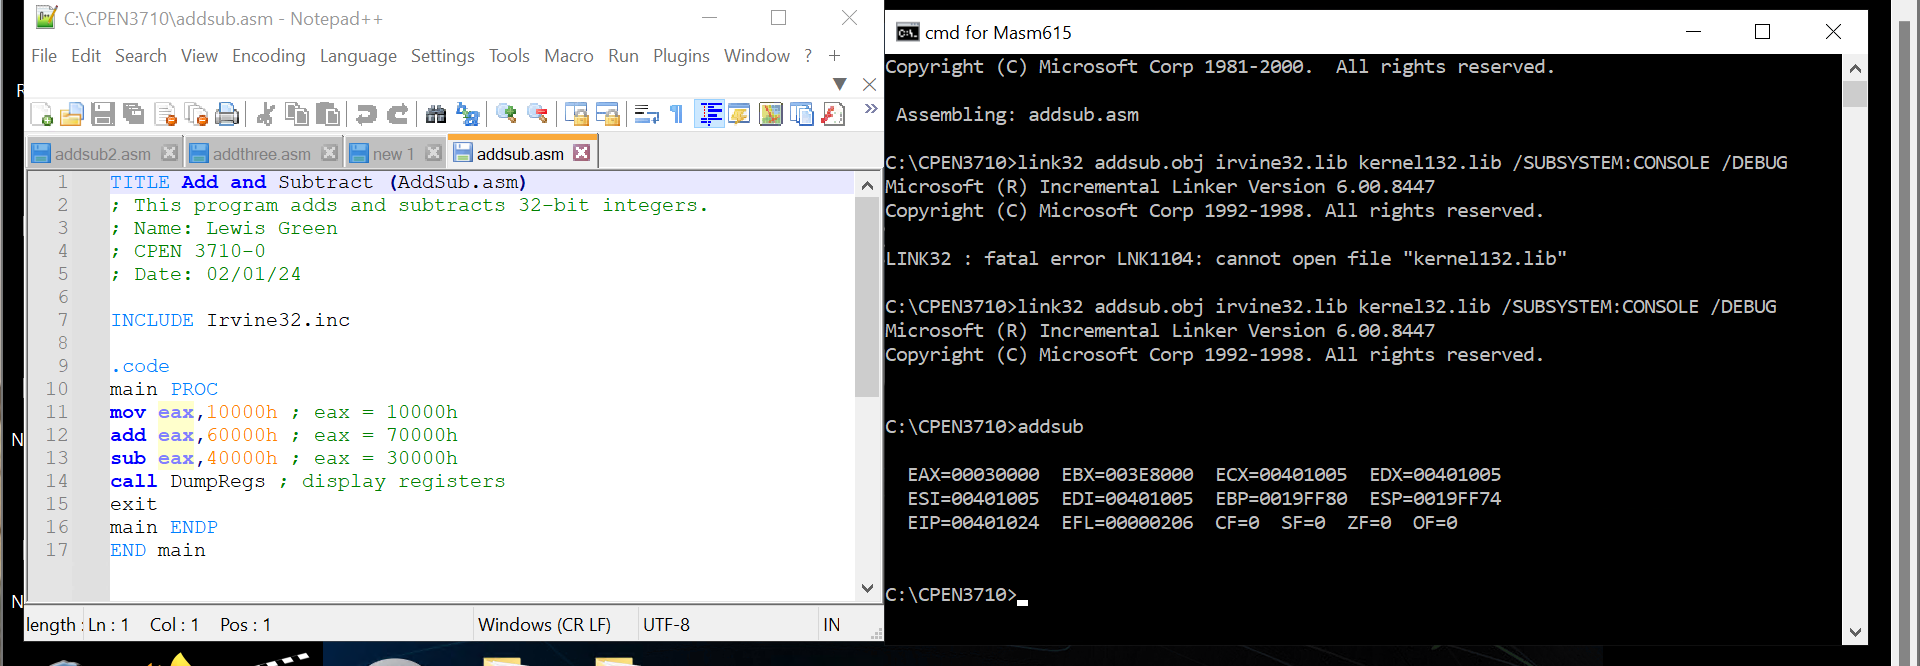 C:\CPEN3710\addsub.asm - Notepad++
File Edit Search View Encoding Language Settings Tools Macro Run Plugins Window ? +
addsub2.asm addthree.asm new 1 addsub.asm
1 TITLE Add and Subtract (AddSub.asm)
2 ; This program adds and subtracts 32-bit integers.
3 ; Name: Lewis Green
4 ; CPEN 3710-0
5 ; Date: 02/01/24
6
7 INCLUDE Irvine32.inc
8
9 .code
10 main PROC
11 mov eax,10000h ; eax = 10000h
12 add eax,60000h ; eax = 70000h
13 sub eax,40000h ; eax = 30000h
14 call DumpRegs ; display registers
15 exit
16 main ENDP
17 END main
length : Ln : 1 Col : 1 Pos : 1 Windows (CR LF) UTF-8 IN
R
N
N
cmd for Masm615
Copyright (C) Microsoft Corp 1981-2000.  All rights reserved.
Assembling: addsub.asm
C:\CPEN3710>link32 addsub.obj irvine32.lib kernel132.lib /SUBSYSTEM:CONSOLE /DEBUG
Microsoft (R) Incremental Linker Version 6.00.8447
Copyright (C) Microsoft Corp 1992-1998. All rights reserved.
LINK32 : fatal error LNK1104: cannot open file "kernel132.lib"
C:\CPEN3710>link32 addsub.obj irvine32.lib kernel32.lib /SUBSYSTEM:CONSOLE /DEBUG
Microsoft (R) Incremental Linker Version 6.00.8447
Copyright (C) Microsoft Corp 1992-1998. All rights reserved.
C:\CPEN3710>addsub
EAX=00030000  EBX=003E8000  ECX=00401005  EDX=00401005
ESI=00401005  EDI=00401005  EBP=0019FF80  ESP=0019FF74
EIP=00401024  EFL=00000206  CF=0  SF=0  ZF=0  OF=0
C:\CPEN3710>_